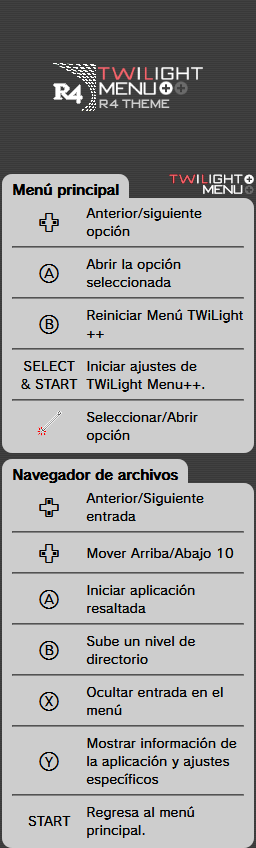 R4
TWILIGHT
MENU++
R4 THEME
TWILIGHT
MENU++
Menú principal
Anterior/siguiente
opción
A
Abrir la opción
seleccionada
B
Reiniciar Menú TWiLight
++
SELECT
& START
Iniciar ajustes de
TWiLight Menu++.
Seleccionar/Abrir
opción
Navegador de archivos
Anterior/Siguiente
entrada
Mover Arriba/Abajo 10
A
Iniciar aplicación
resaltada
B
Sube un nivel de
directorio
X
Ocultar entrada en el
menú
Y
Mostrar información de
la aplicación y ajustes
específicos
START
Regresa al menú
principal.